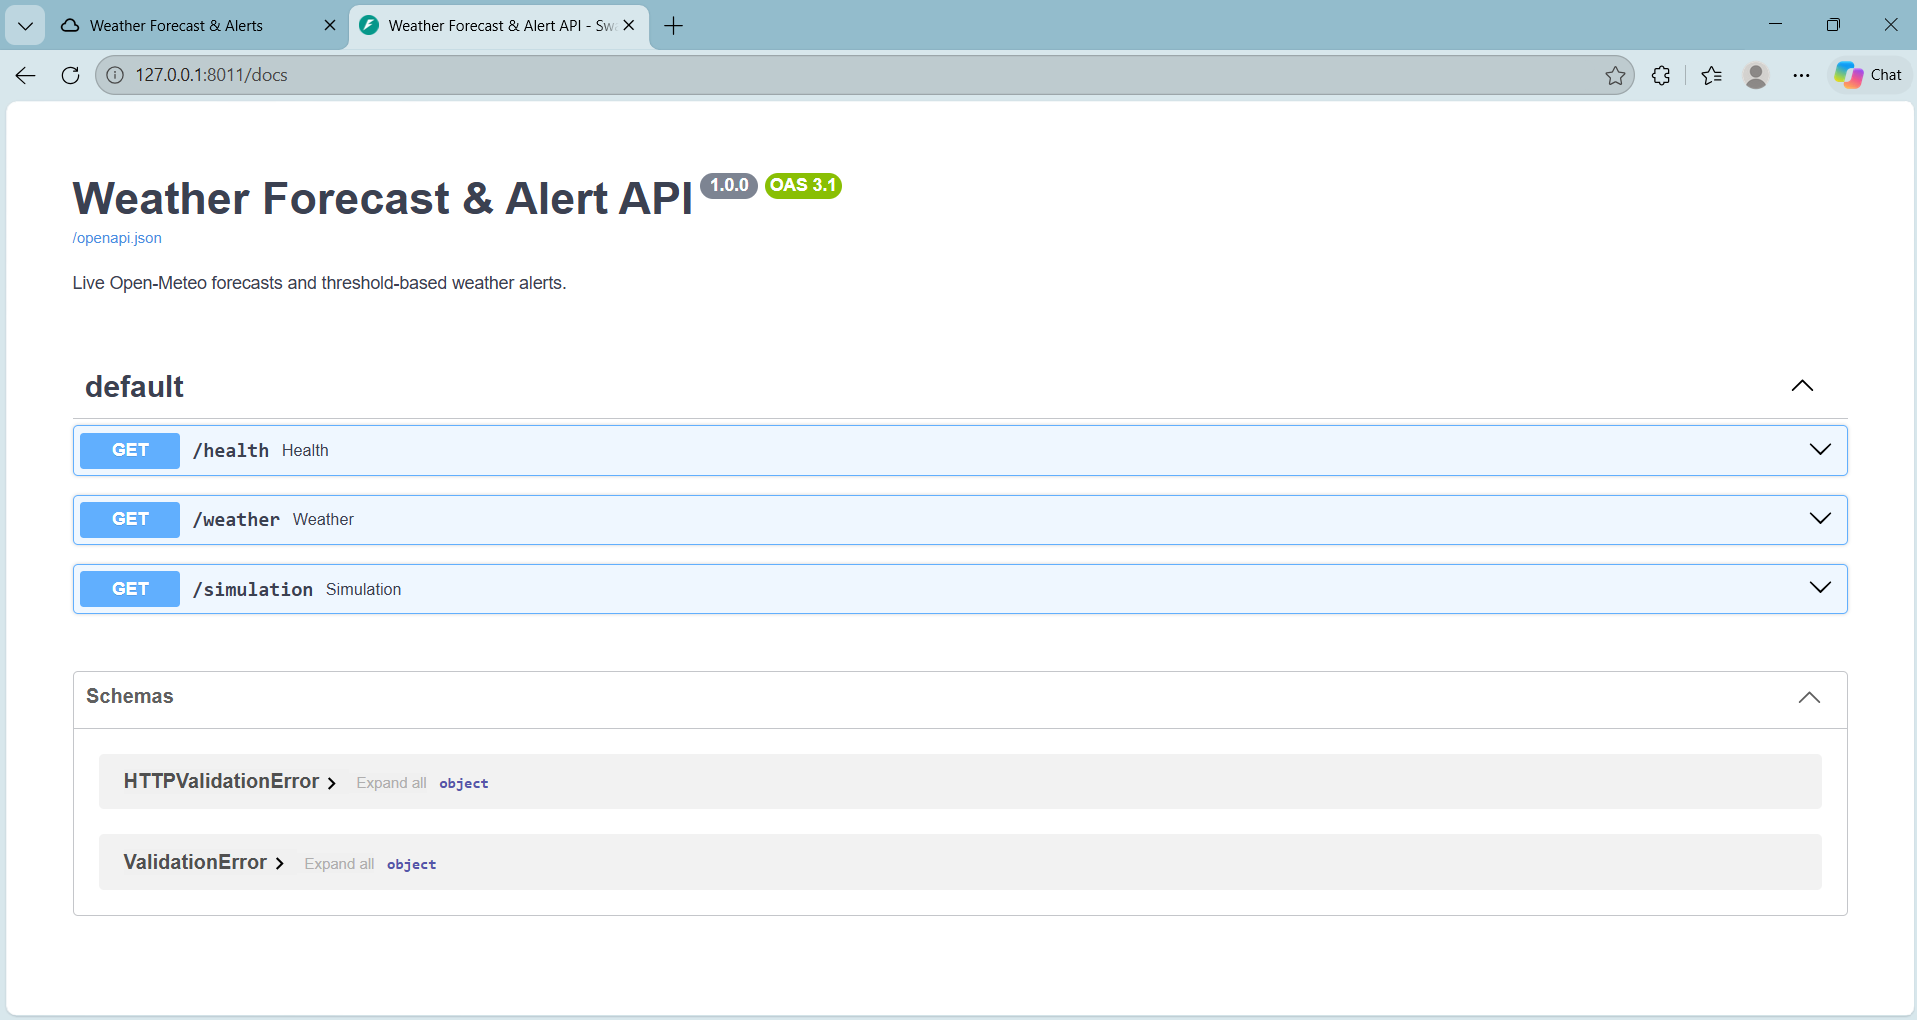 Weather Forecast & Alerts
Weather Forecast & Alert API - Sw
127.0.0.1:8011/docs
Chat
Weather Forecast & Alert API 1.0.0 OAS 3.1
/openapi.json
Live Open-Meteo forecasts and threshold-based weather alerts.
default
GET /health Health
GET /weather Weather
GET /simulation Simulation
Schemas
HTTPValidationError Expand all object
ValidationError Expand all object